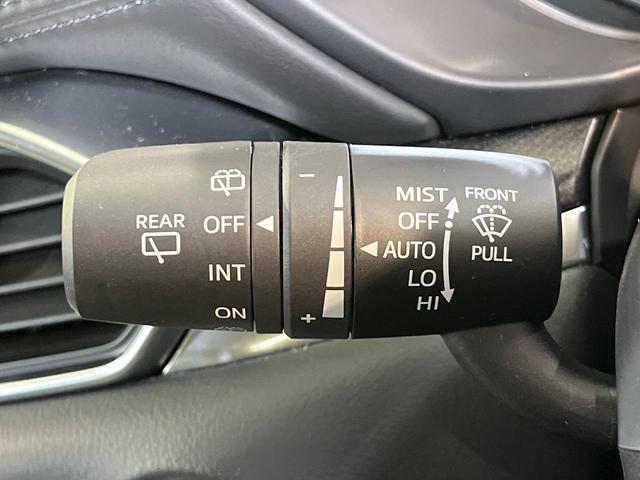 REAR
OFF
INT
ON
−
+
MIST
OFF
AUTO
LO
HI
FRONT
PULL